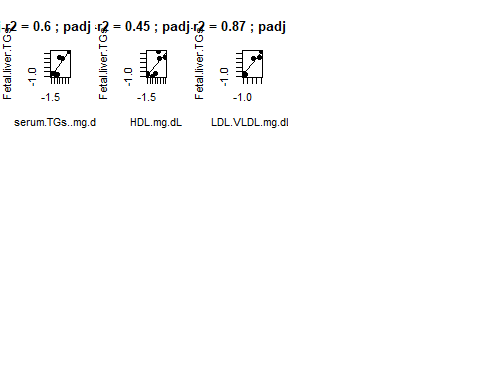 r2 = 0.6 ; padj r2 = 0.45 ; padj r2 = 0.87 ; padj
Fetal.liver.TGs
-1.0
-1.5
serum.TGs..mg.d
Fetal.liver.TGs
-1.0
-1.5
HDL.mg.dL
Fetal.liver.TGs
-1.0
-1.0
LDL.VLDL.mg.dl